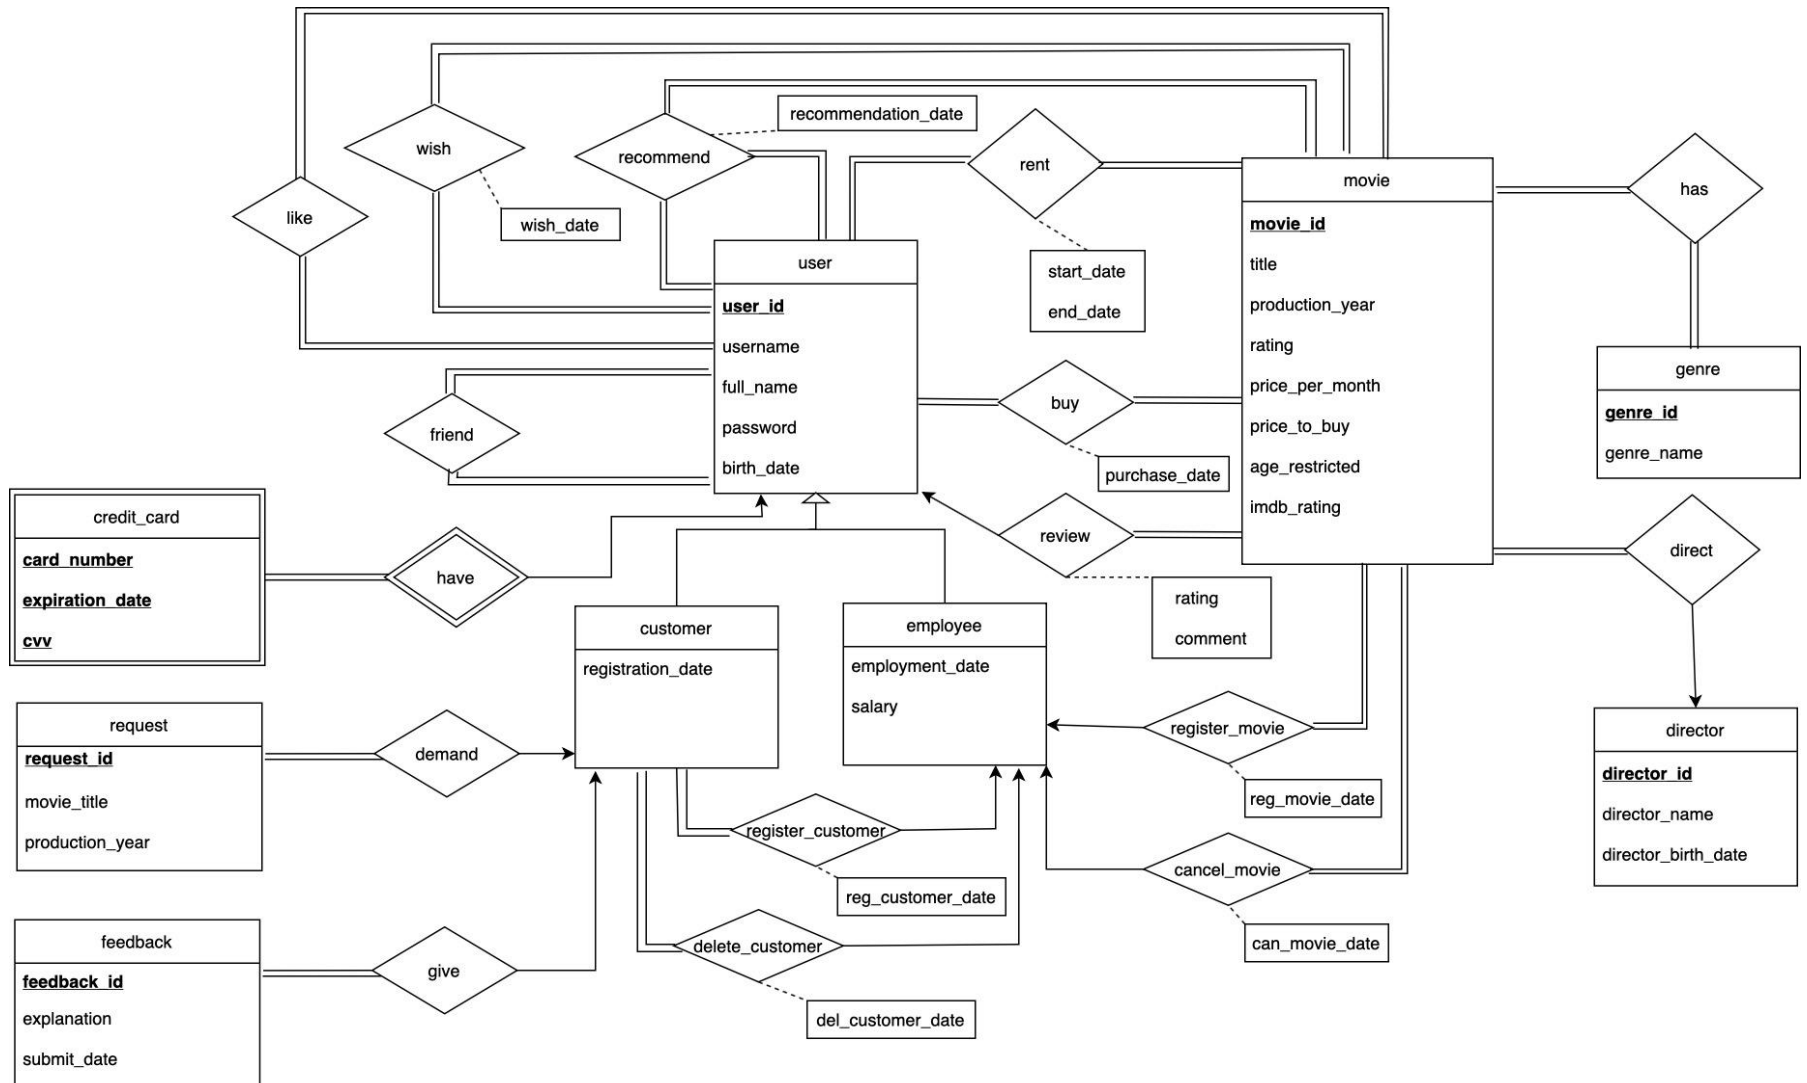 recommendation_date
wish
recommend
rent
like
wish_date
start_date
end_date
movie
movie_id
title
production_year
rating
price_per_month
price_to_buy
age_restricted
imdb_rating
has
user
user_id
username
full_name
password
birth_date
friend
buy
purchase_date
genre
genre_id
genre_name
credit_card
card_number
expiration_date
cvv
have
review
rating
comment
direct
customer
registration_date
employee
employment_date
salary
request
request_id
movie_title
production_year
demand
register_movie
reg_movie_date
director
director_id
director_name
director_birth_date
register_customer
reg_customer_date
cancel_movie
can_movie_date
feedback
feedback_id
explanation
submit_date
give
delete_customer
del_customer_date